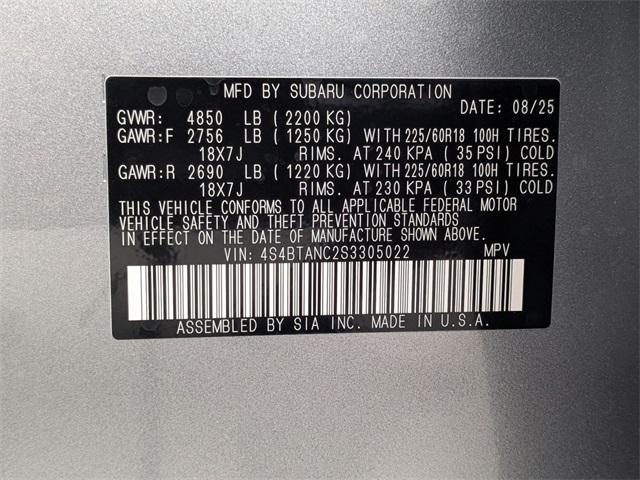 MFD BY SUBARU CORPORATION
DATE: 08/25
GVWR: 4850 LB (2200 KG)
GAWR:F 2756 LB (1250 KG) WITH 225/60R18 100H TIRES.
18X7J RIMS. AT 240 KPA (35 PSI) COLD
GAWR:R 2690 LB (1220 KG) WITH 225/60R18 100H TIRES.
18X7J RIMS. AT 230 KPA (33 PSI) COLD
THIS VEHICLE CONFORMS TO ALL APPLICABLE FEDERAL MOTOR
VEHICLE SAFETY AND THEFT PREVENTION STANDARDS
IN EFFECT ON THE DATE OF MANUFACTURE SHOWN ABOVE.
VIN: 4S4BTANC2S3305022 MPV
ASSEMBLED BY SIA INC. MADE IN U.S.A.